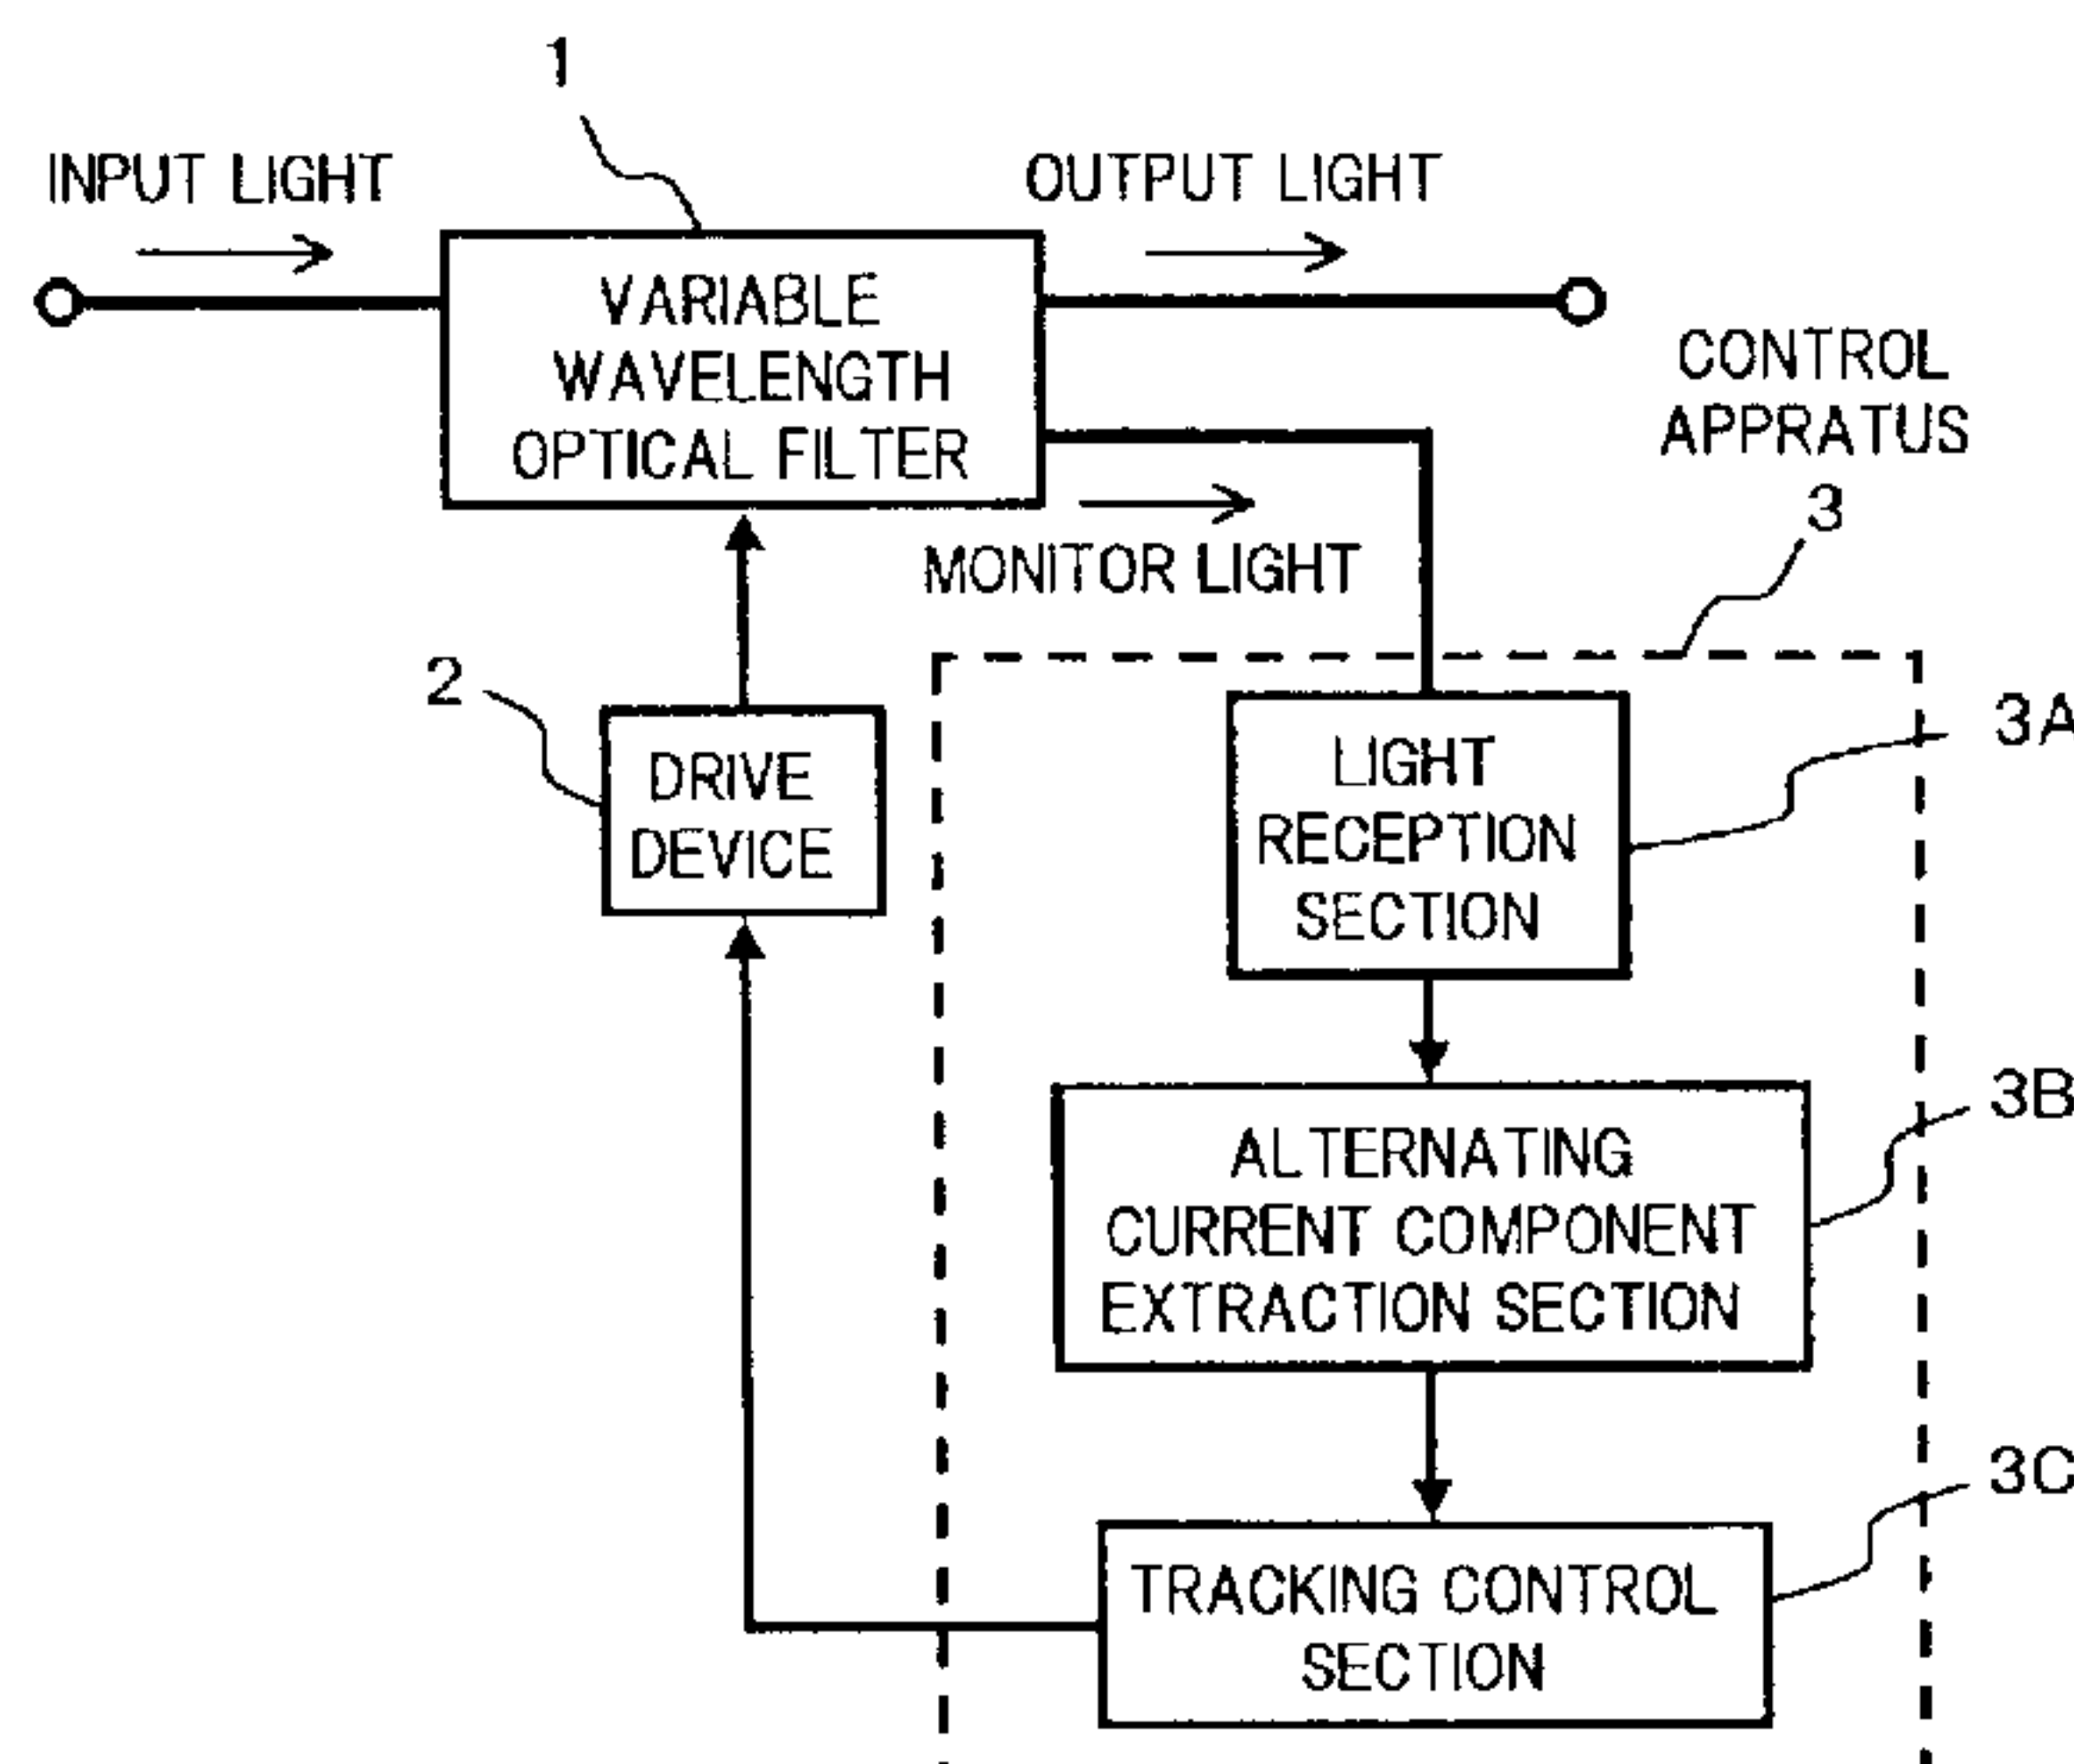 1
INPUT LIGHT
OUTPUT LIGHT
VARIABLE
WAVELENGTH
OPTICAL FILTER
CONTROL
APPRATUS
3
MONITOR LIGHT
2
DRIVE
DEVICE
LIGHT
RECEPTION
SECTION
3A
ALTERNATING
CURRENT COMPONENT
EXTRACTION SECTION
3B
TRACKING CONTROL
SECTION
3C